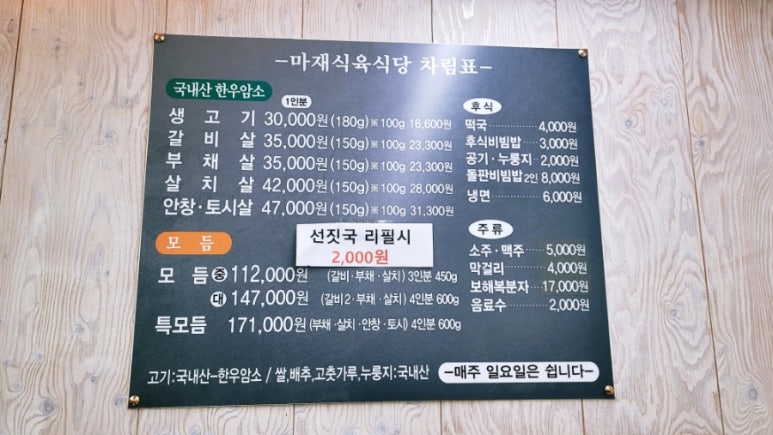 -마재식육식당 차림표-
국내산 한우암소
1인분
생고기 30,000원 (180g) ※100g 16,600원
갈비살 35,000원 (150g) ※100g 23,300원
부채살 35,000원 (150g) ※100g 23,300원
살치살 42,000원 (150g) ※100g 28,000원
안창·토시살 47,000원 (150g) ※100g 31,300원
선짓국 리필시
2,000원
모듬
모듬 중 112,000원 (갈비·부채·살치) 3인분 450g
대 147,000원 (갈비2·부채·살치) 4인분 600g
특모듬 171,000원 (부채·살치·안창·토시) 4인분 600g
후식
떡국 4,000원
후식비빔밥 3,000원
공기·누룽지 2,000원
돌판비빔밥 2인 8,000원
냉면 6,000원
주류
소주·맥주 5,000원
막걸리 4,000원
보해복분자 17,000원
음료수 2,000원
고기:국내산-한우암소 / 쌀,배추,고춧가루,누룽지:국내산
-매주 일요일은 쉽니다-